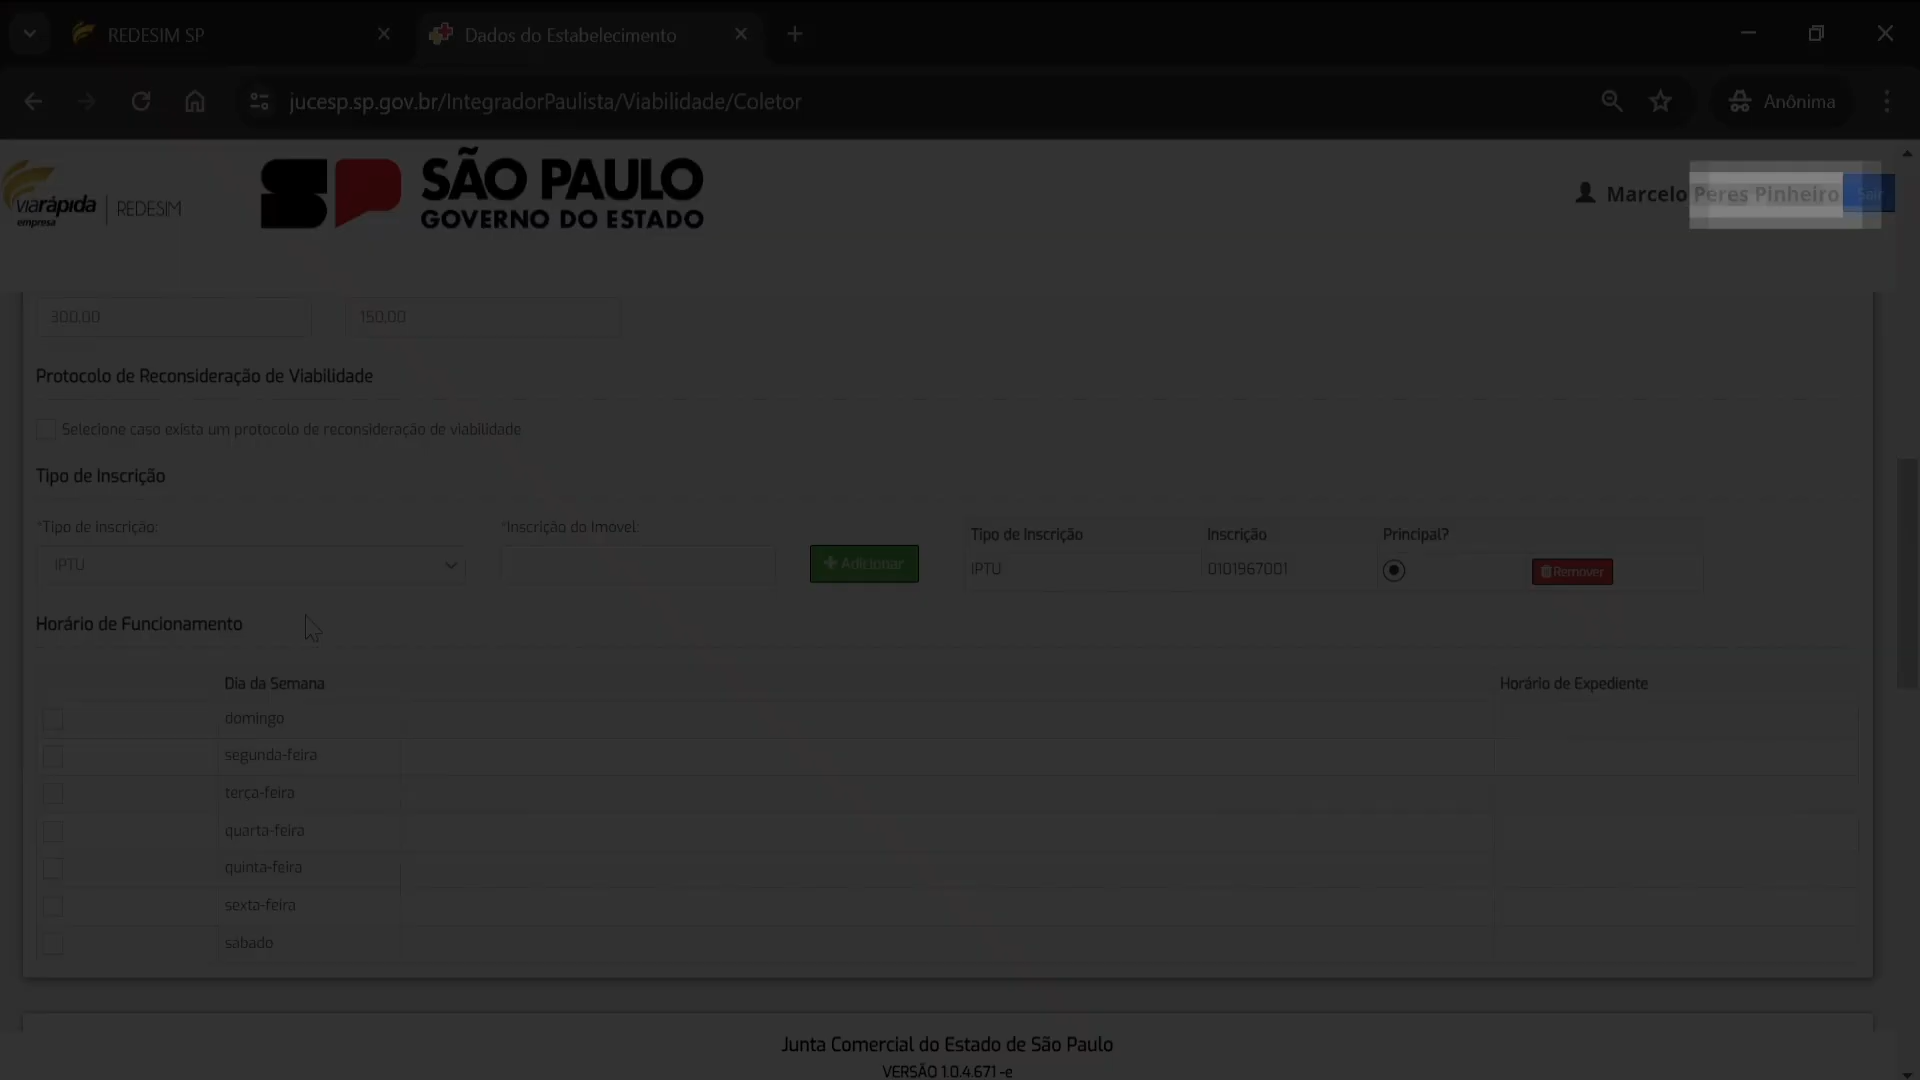 REDESIM SP
Dados do Estabelecimento
jucesp.sp.gov.br/IntegradorPaulista/Viabilidade/Coletor
Anônima
viarápida
empresa
REDESIM
SP
SÃO PAULO
GOVERNO DO ESTADO
Marcelo Peres Pinheiro
Sair
300,00
150,00
Protocolo de Reconsideração de Viabilidade
Selecione caso exista um protocolo de reconsideração de viabilidade
Tipo de Inscrição
*Tipo de inscrição:
*Inscrição do Imovel:
IPTU
Adicionar
Tipo de Inscrição
Inscrição
Principal?
IPTU
0101967001
Remover
Horário de Funcionamento
Dia da Semana
Horário de Expediente
domingo
segunda-feira
terça-feira
quarta-feira
quinta-feira
sexta-feira
sábado
Junta Comercial do Estado de São Paulo
VERSÃO 1.0.4.671 -e